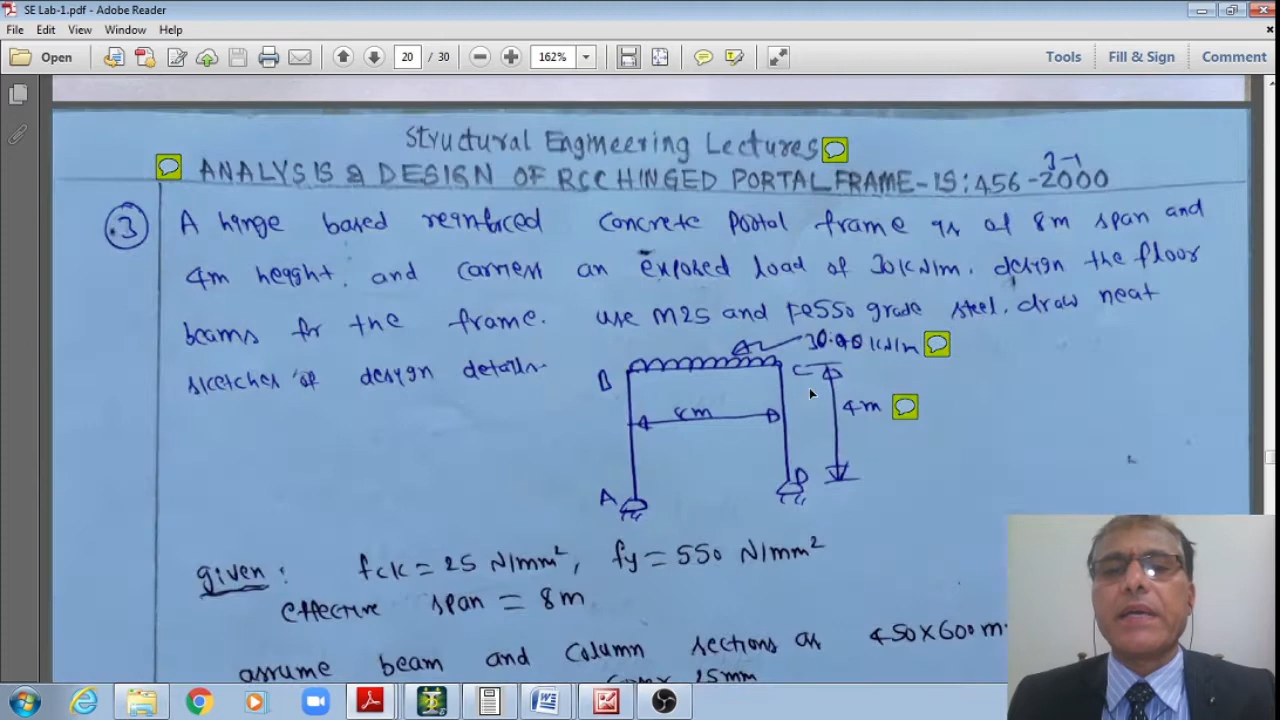 SE Lab-1.pdf - Adobe Reader
File Edit View Window Help
Open 20 / 30 162% Tools Fill & Sign Comment
Structural Engineering Lectures
3-1
ANALYSIS & DESIGN OF RCC HINGED PORTAL FRAME-IS:456-2000
3 A hinge based reinforced concrete portal frame is of 8m span and
4m height and carries an exposed load of 30kN/m. design the floor
beams for the frame. use M25 and Fe550 grade steel. draw neat
sketches of design details.
kN/m
B C
8m 4m
A D
given: fck = 25 N/mm², fy = 550 N/mm²
effective span = 8m
assume beam and column sections as 450x600m
25mm